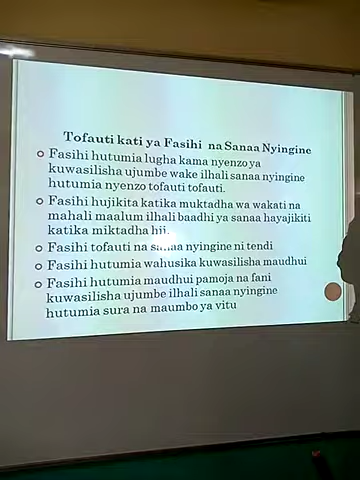 Tofauti kati ya Fasihi na Sanaa Nyingine
Fasihi hutumia lugha kama nyenzo ya
kuwasilisha ujumbe wake ilhali sanaa nyingine
hutumia nyenzo tofauti tofauti.
Fasihi hujikita katika muktadha wa wakati na
mahali maalum ilhali baadhi ya sanaa hayajikiti
katika miktadha hii.
Fasihi tofauti na sanaa nyingine ni tendi
Fasihi hutumia wahusika kuwasilisha maudhui
Fasihi hutumia maudhui pamoja na fani
kuwasilisha ujumbe ilhali sanaa nyingine
hutumia sura na maumbo ya vitu